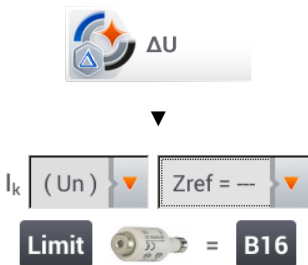 ΔU
▼
Ik ( Un ) Zref = ---
Limit = B16